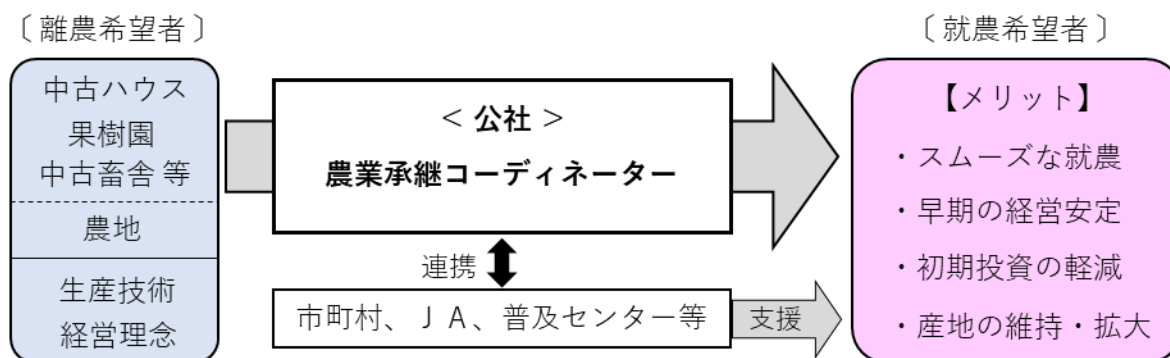 〔 離農希望者 〕
中古ハウス
果樹園
中古畜舎 等
農地
生産技術
経営理念
< 公社 >
農業承継コーディネーター
連携
市町村、ＪＡ、普及センター等
支援
〔 就農希望者 〕
【メリット】
・スムーズな就農
・早期の経営安定
・初期投資の軽減
・産地の維持・拡大